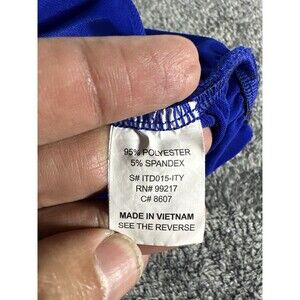 95% POLYESTER
5% SPANDEX
S# ITD015-ITY
RN# 99217
C# 8607
MADE IN VIETNAM
SEE THE REVERSE